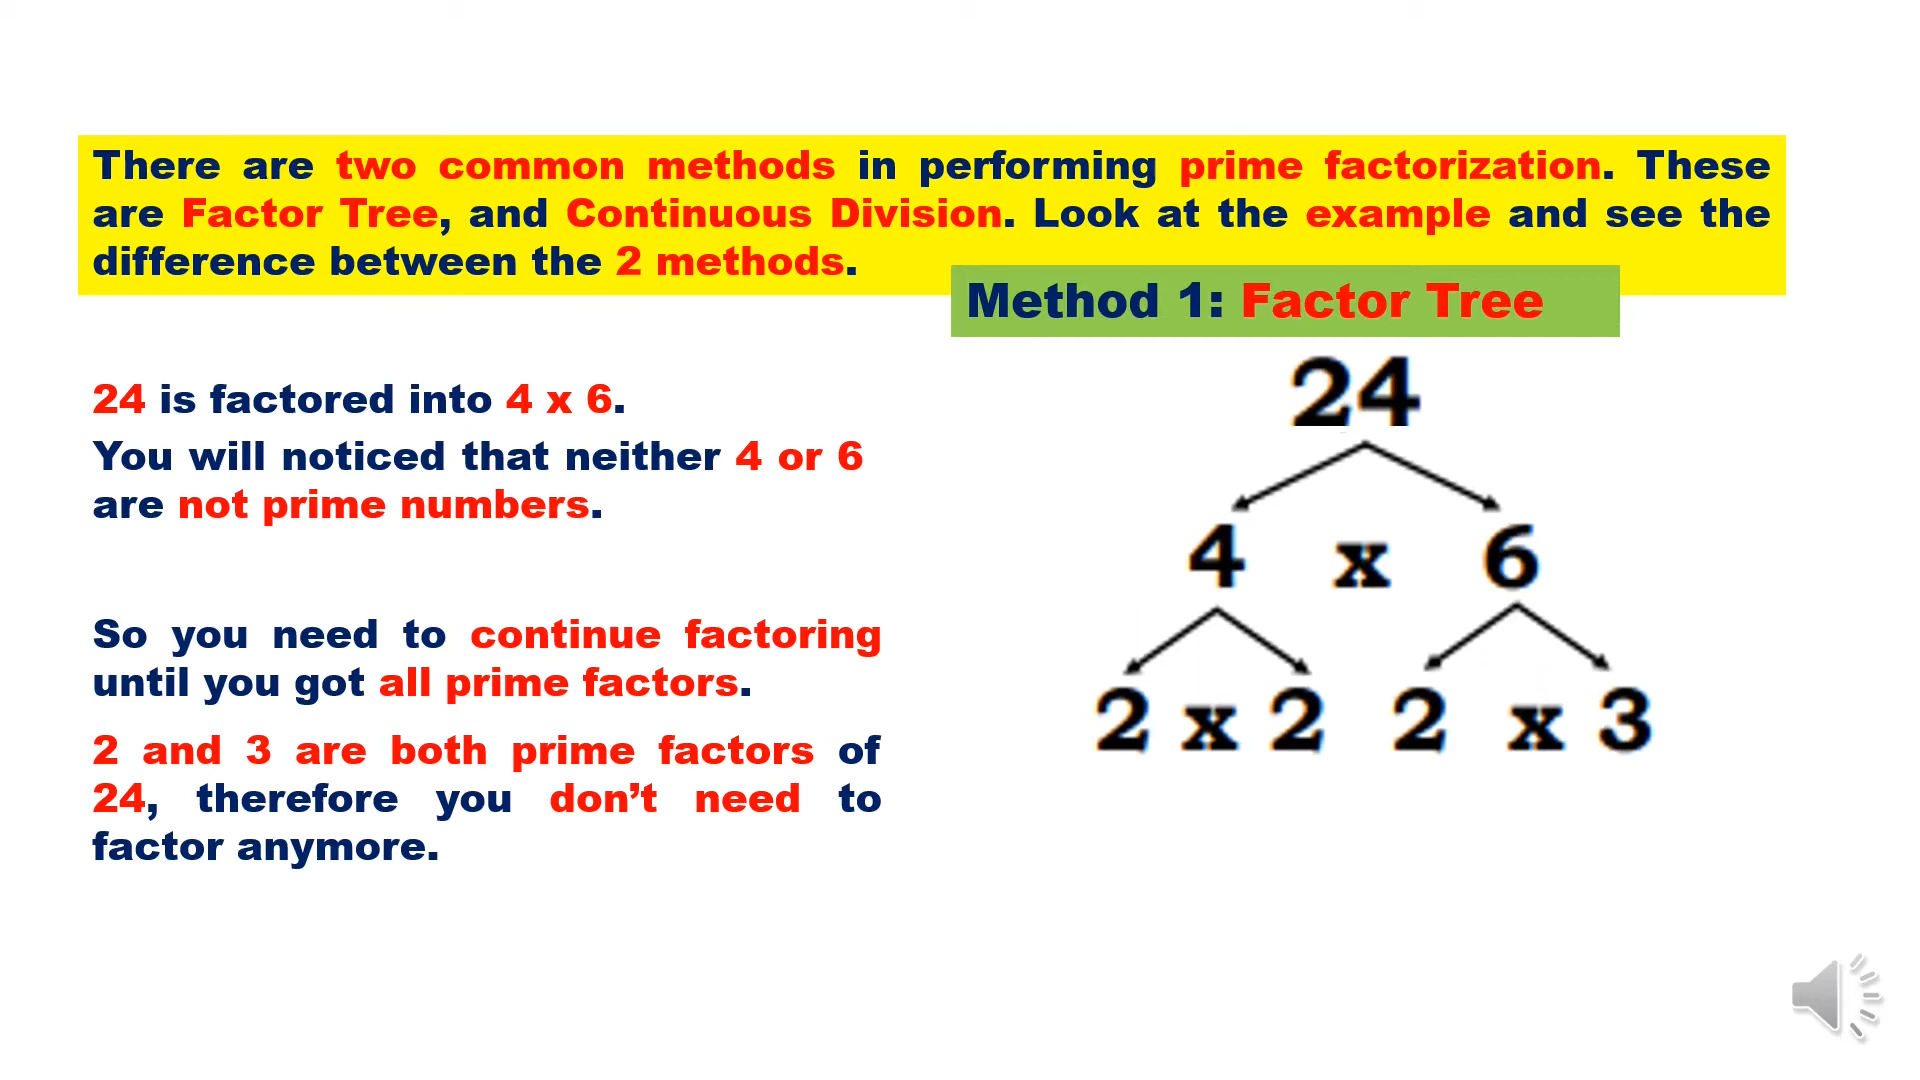 There are two common methods in performing prime factorization. These
are Factor Tree, and Continuous Division. Look at the example and see the
difference between the 2 methods.
Method 1: Factor Tree
24 is factored into 4 x 6.
You will noticed that neither 4 or 6
are not prime numbers.
So you need to continue factoring
until you got all prime factors.
2 and 3 are both prime factors of
24, therefore you don’t need to
factor anymore.
24
4 x 6
2 x 2 2 x 3